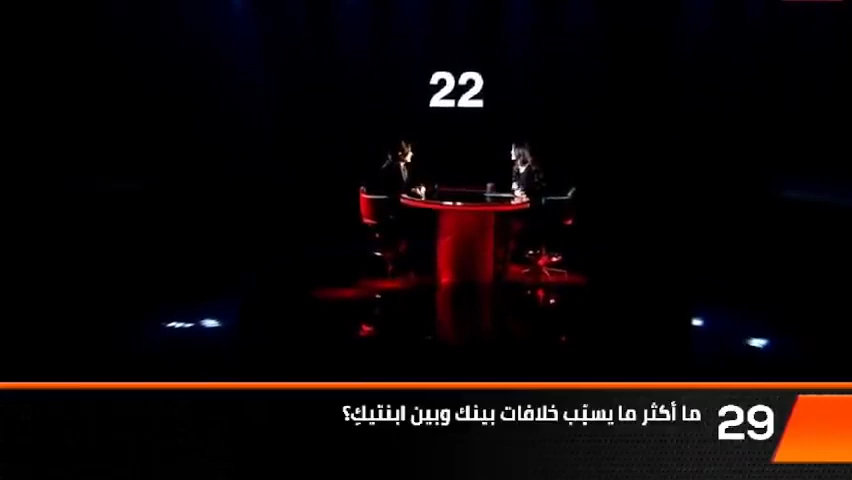 22
29 ما أكثر ما يسبّب خلافات بينك وبين ابنتيكِ؟